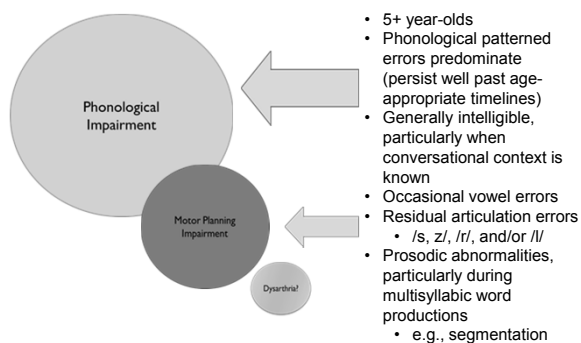 Phonological
Impairment
Motor Planning
Impairment
Dysarthria?
• 5+ year-olds
• Phonological patterned
errors predominate
(persist well past age-
appropriate timelines)
• Generally intelligible,
particularly when
conversational context is
known
• Occasional vowel errors
• Residual articulation errors
• /s, z/, /r/, and/or /l/
• Prosodic abnormalities,
particularly during
multisyllabic word
productions
• e.g., segmentation